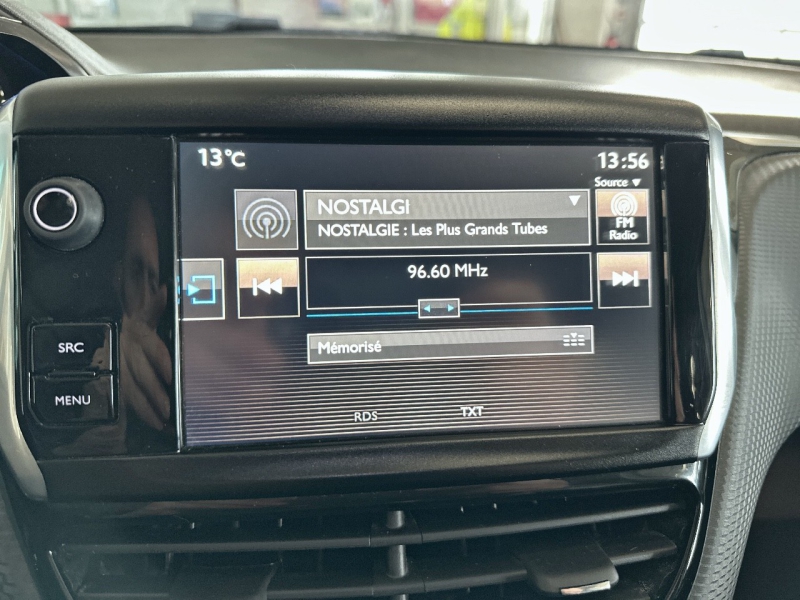 13°C
13:56
Source
NOSTALGI
NOSTALGIE : Les Plus Grands Tubes
FM
Radio
96.60 MHz
SRC
Mémorisé
MENU
RDS
TXT